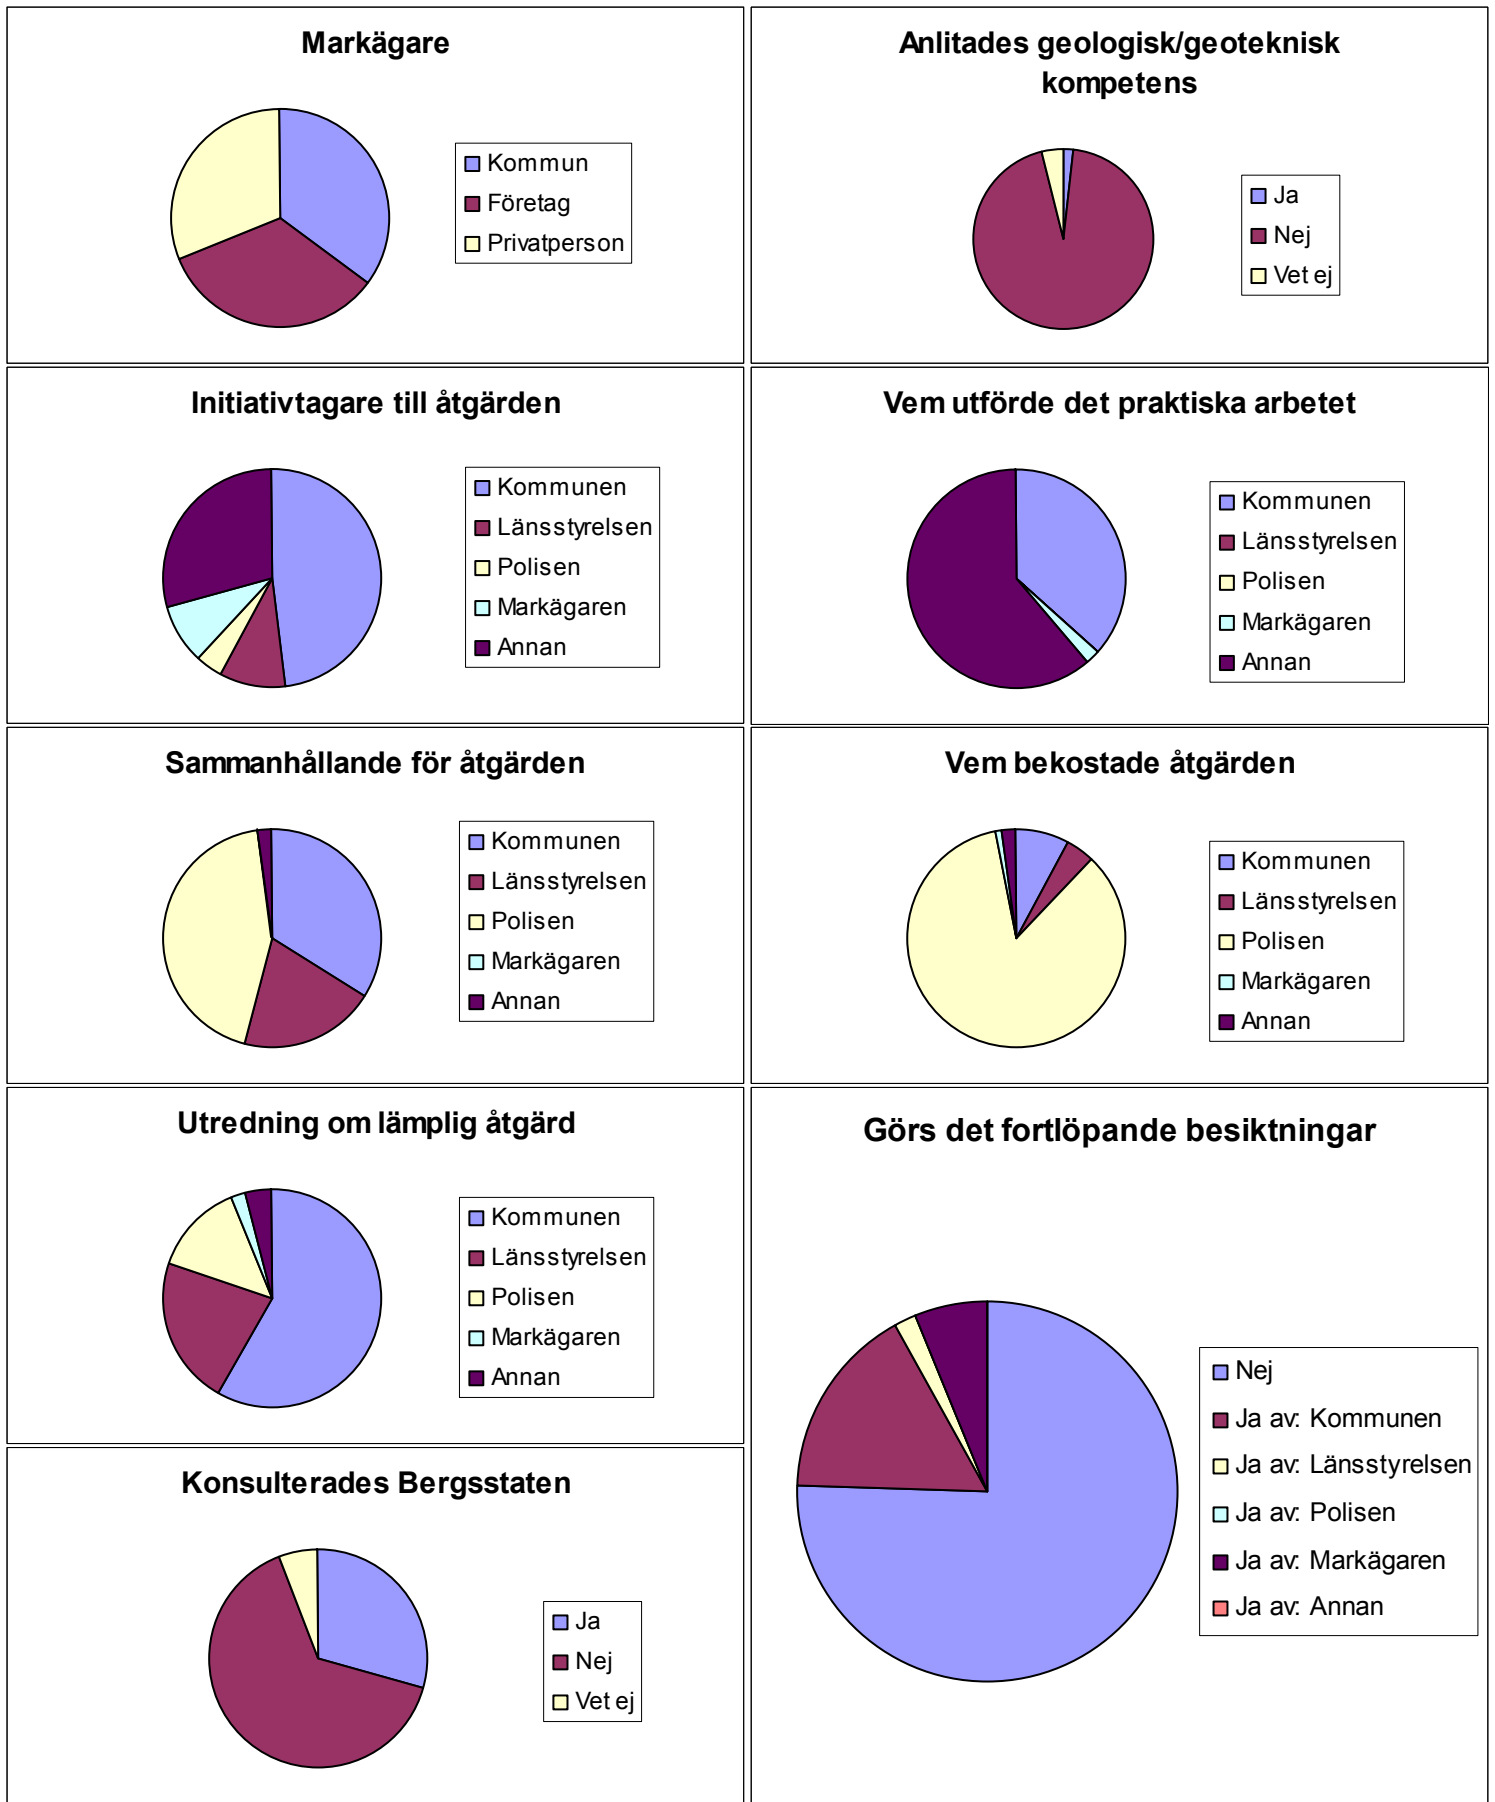 Markägare
Kommun
Företag
Privatperson
Anlitades geologisk/geoteknisk
kompetens
Ja
Nej
Vet ej
Initiativtagare till åtgärden
Kommunen
Länsstyrelsen
Polisen
Markägaren
Annan
Vem utförde det praktiska arbetet
Kommunen
Länsstyrelsen
Polisen
Markägaren
Annan
Sammanhållande för åtgärden
Kommunen
Länsstyrelsen
Polisen
Markägaren
Annan
Vem bekostade åtgärden
Kommunen
Länsstyrelsen
Polisen
Markägaren
Annan
Utredning om lämplig åtgärd
Kommunen
Länsstyrelsen
Polisen
Markägaren
Annan
Görs det fortlöpande besiktningar
Nej
Ja av: Kommunen
Ja av: Länsstyrelsen
Ja av: Polisen
Ja av: Markägaren
Ja av: Annan
Konsulterades Bergsstaten
Ja
Nej
Vet ej